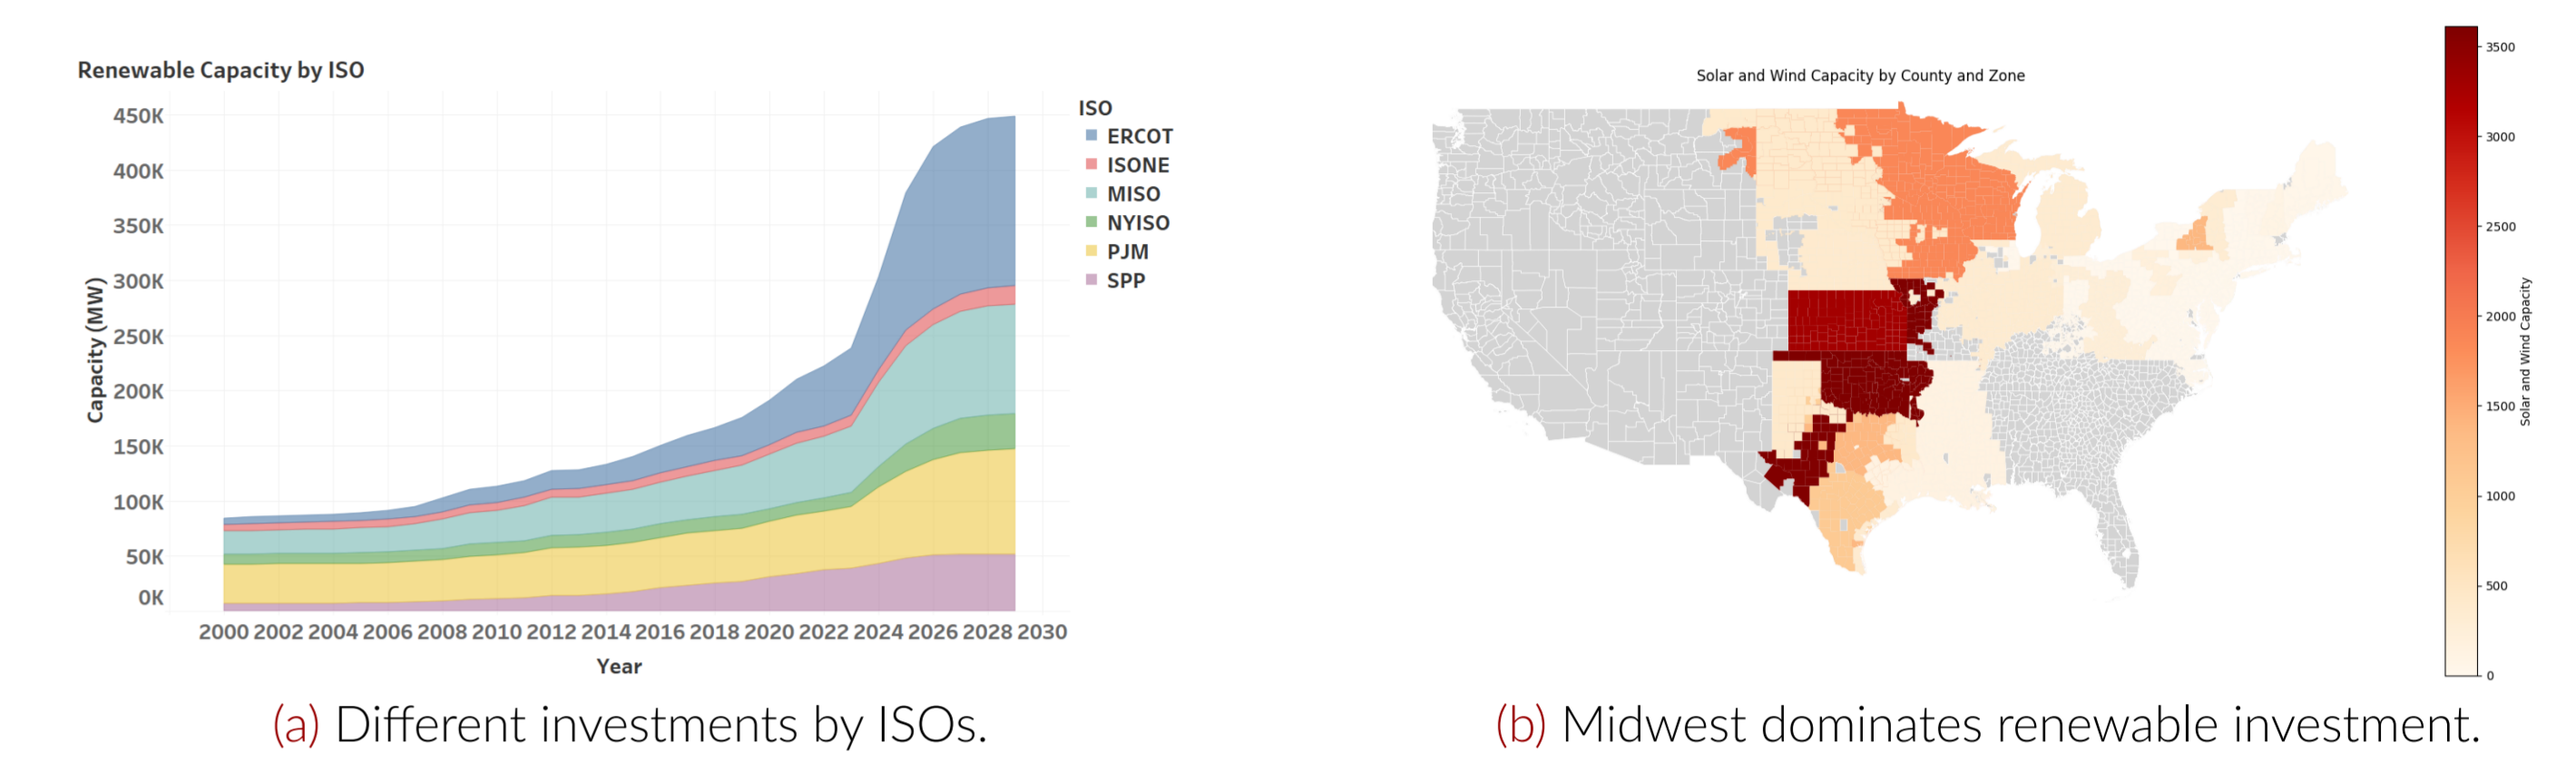 Renewable Capacity by ISO
450K
400K
350K
300K
250K
200K
150K
100K
50K
0K
Capacity (MW)
2000 2002 2004 2006 2008 2010 2012 2014 2016 2018 2020 2022 2024 2026 2028 2030
Year
ISO
ERCOT
ISONE
MISO
NYISO
PJM
SPP
(a) Different investments by ISOs.
Solar and Wind Capacity by County and Zone
3500
3000
2500
2000
1500
1000
500
0
Solar and Wind Capacity
(b) Midwest dominates renewable investment.